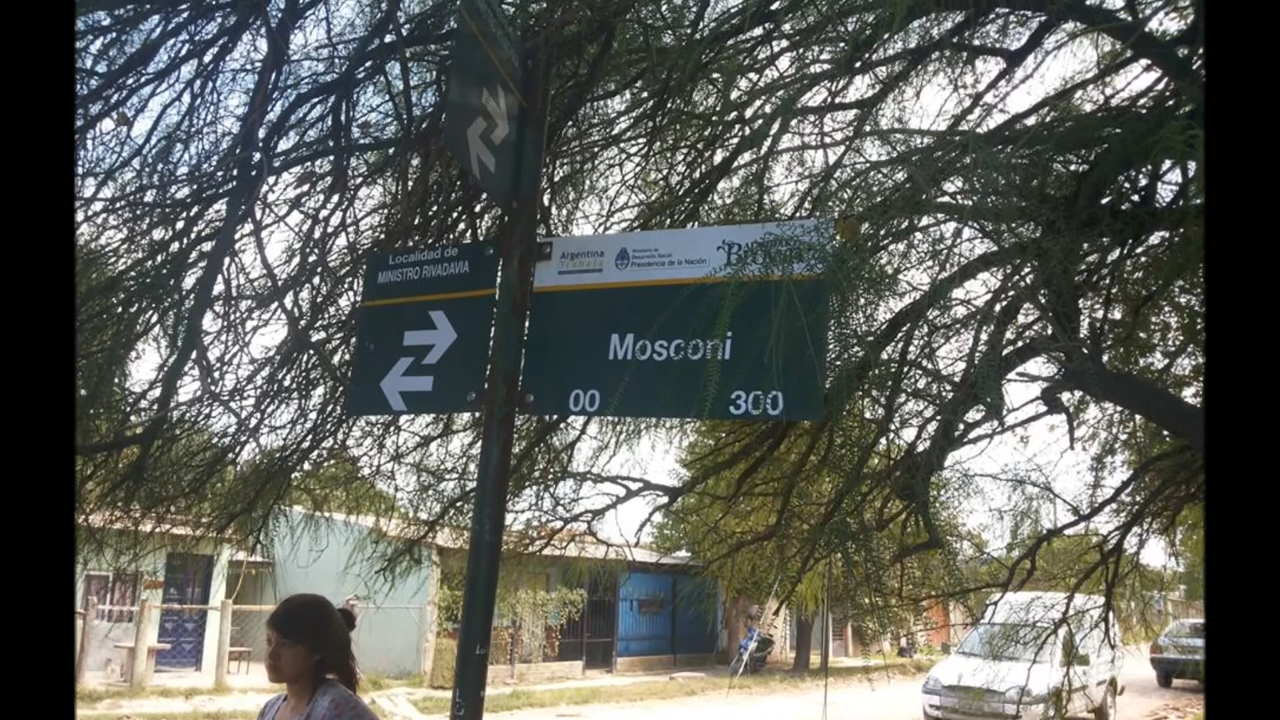 Localidad de
MINISTRO RIVADAVIA
Argentina
Trabaja
Ministerio de
Desarrollo Social
Presidencia de la Nación
Mosconi
00 300